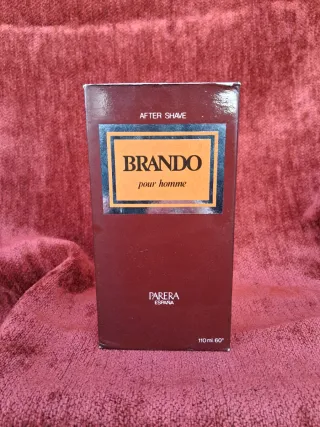 AFTER SHAVE
BRANDO
pour homme
PARERA
ESPAÑA
110 ml. 60°